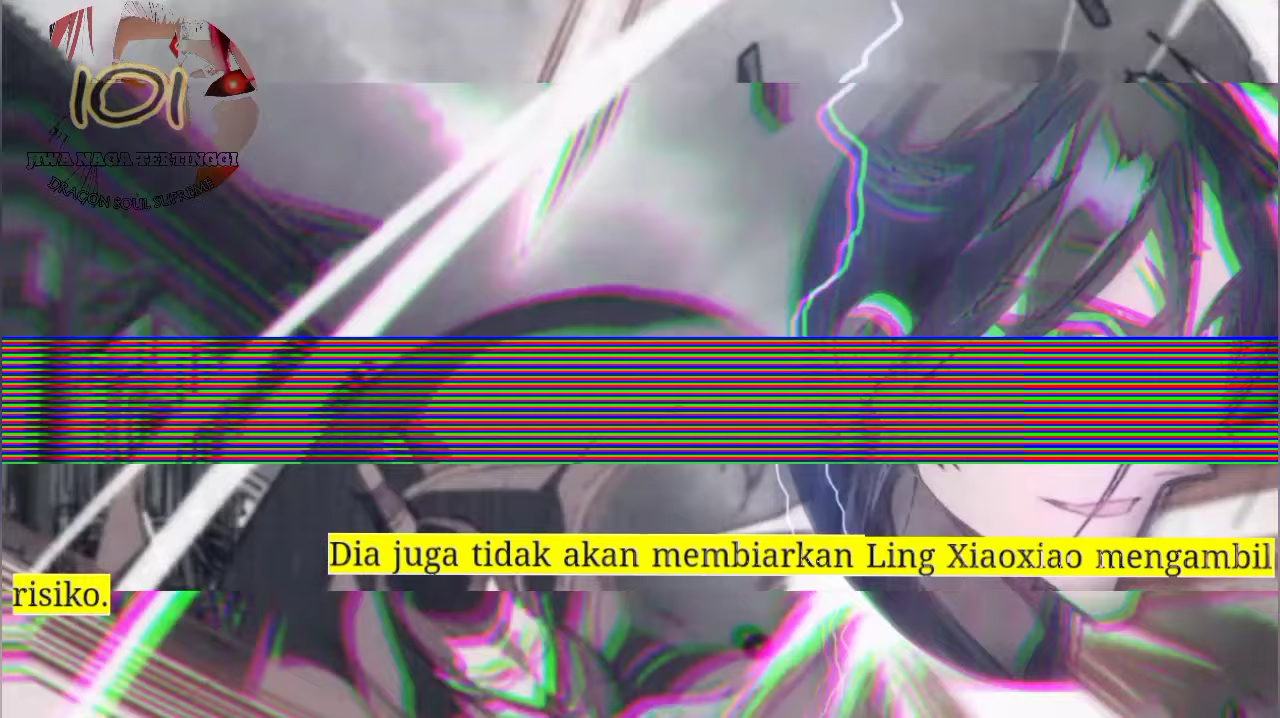 101
JIWA NAGA TERTINGGI
DRAGON SOUL SUPREME
Dia juga tidak akan membiarkan Ling Xiaoxiao mengambil
risiko.